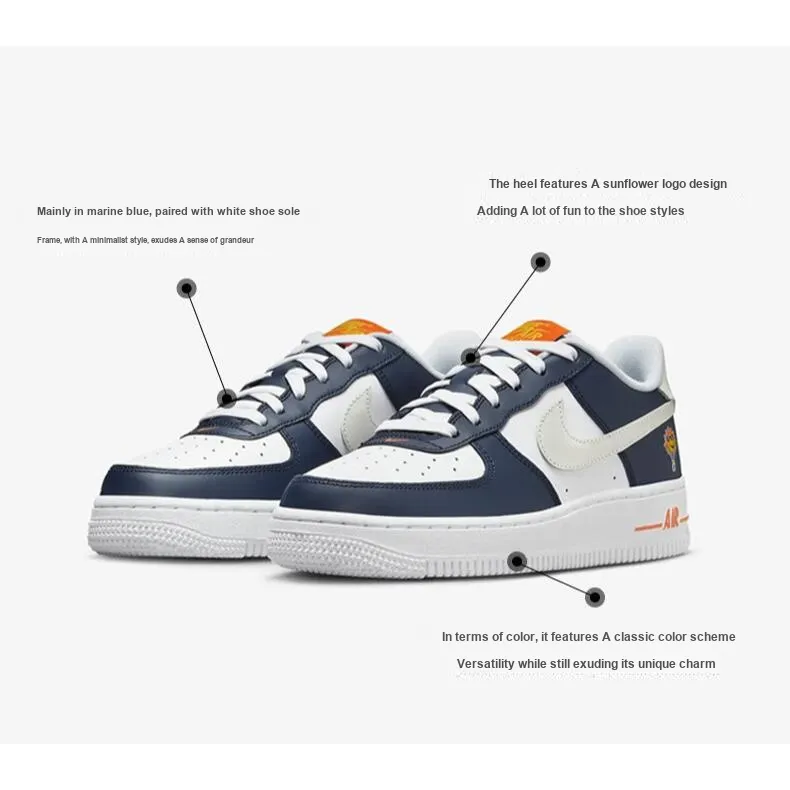 The heel features A sunflower logo design
Adding A lot of fun to the shoe styles
Mainly in marine blue, paired with white shoe sole
Frame, with A minimalist style, exudes A sense of grandeur
AIR
In terms of color, it features A classic color scheme
Versatility while still exuding its unique charm